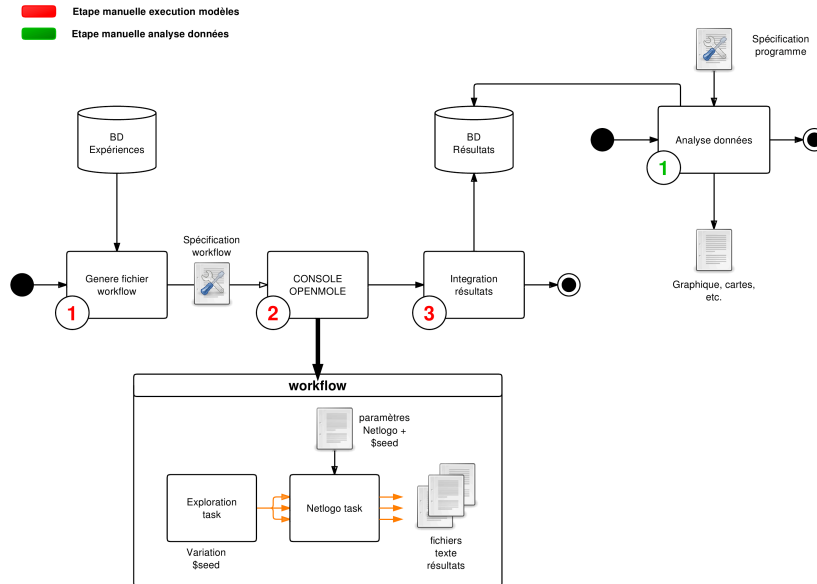 Etape manuelle execution modèles
Etape manuelle analyse données
Spécification
programme
BD
Expériences
BD
Résultats
Analyse données
1
Spécification
workflow
Genere fichier
workflow
1
CONSOLE
OPENMOLE
2
Integration
résultats
3
Graphique, cartes,
etc.
workflow
paramètres
Netlogo +
$seed
Exploration
task
Netlogo task
Variation
$seed
fichiers
texte
résultats